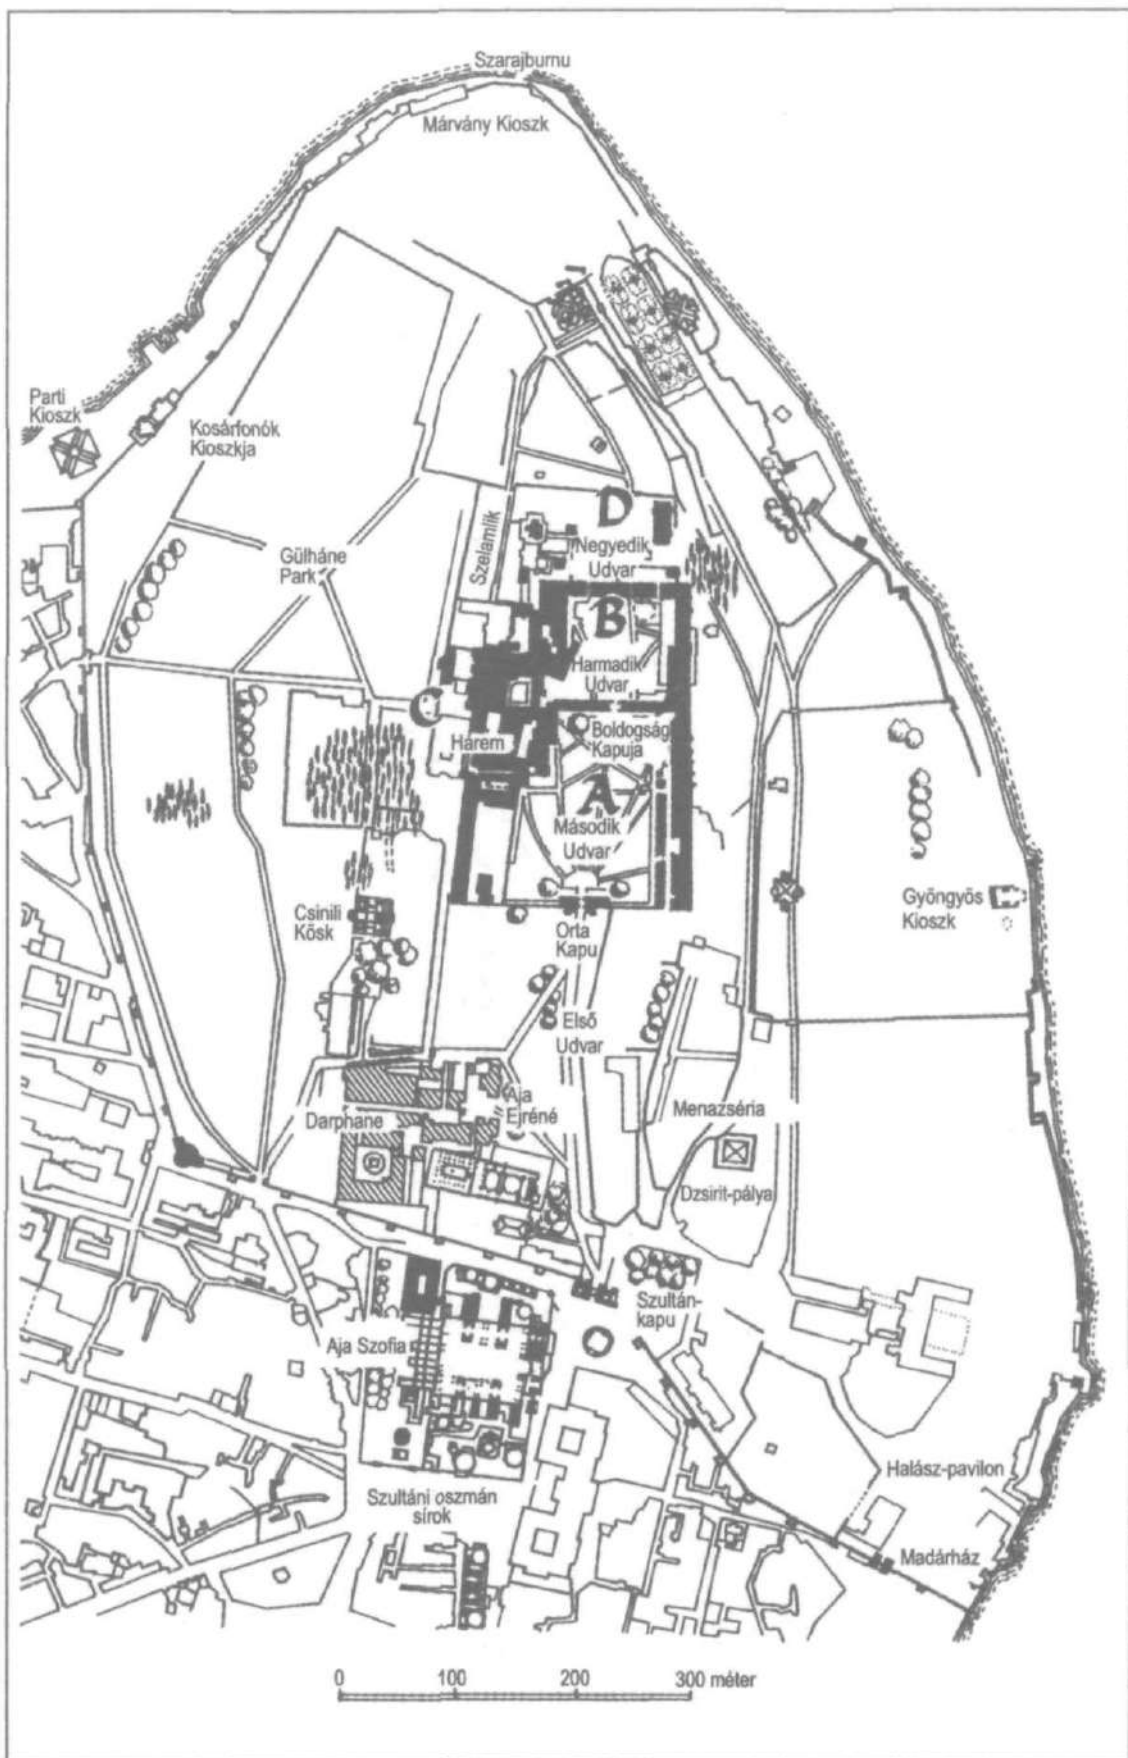 Szarajburnu
Márvány Kioszk
Parti
Kioszk
Kosárfonók
Kioszkja
Szelamlik
D
Negyedik
Udvar
Gülháne
Park
B
Harmadik
Udvar
Boldogság
Kapuja
Harem
A
Második
Udvar
Gyöngyös
Kioszk
Csinili
Kösk
Orta
Kapu
Első
Udvar
Aja
Ejréné
Menazséria
Darphane
Dzsirit-pálya
Szultán-
kapu
Aja Szofia
Halász-pavilon
Szultáni oszmán
sírok
Madárház
0 100 200 300 méter